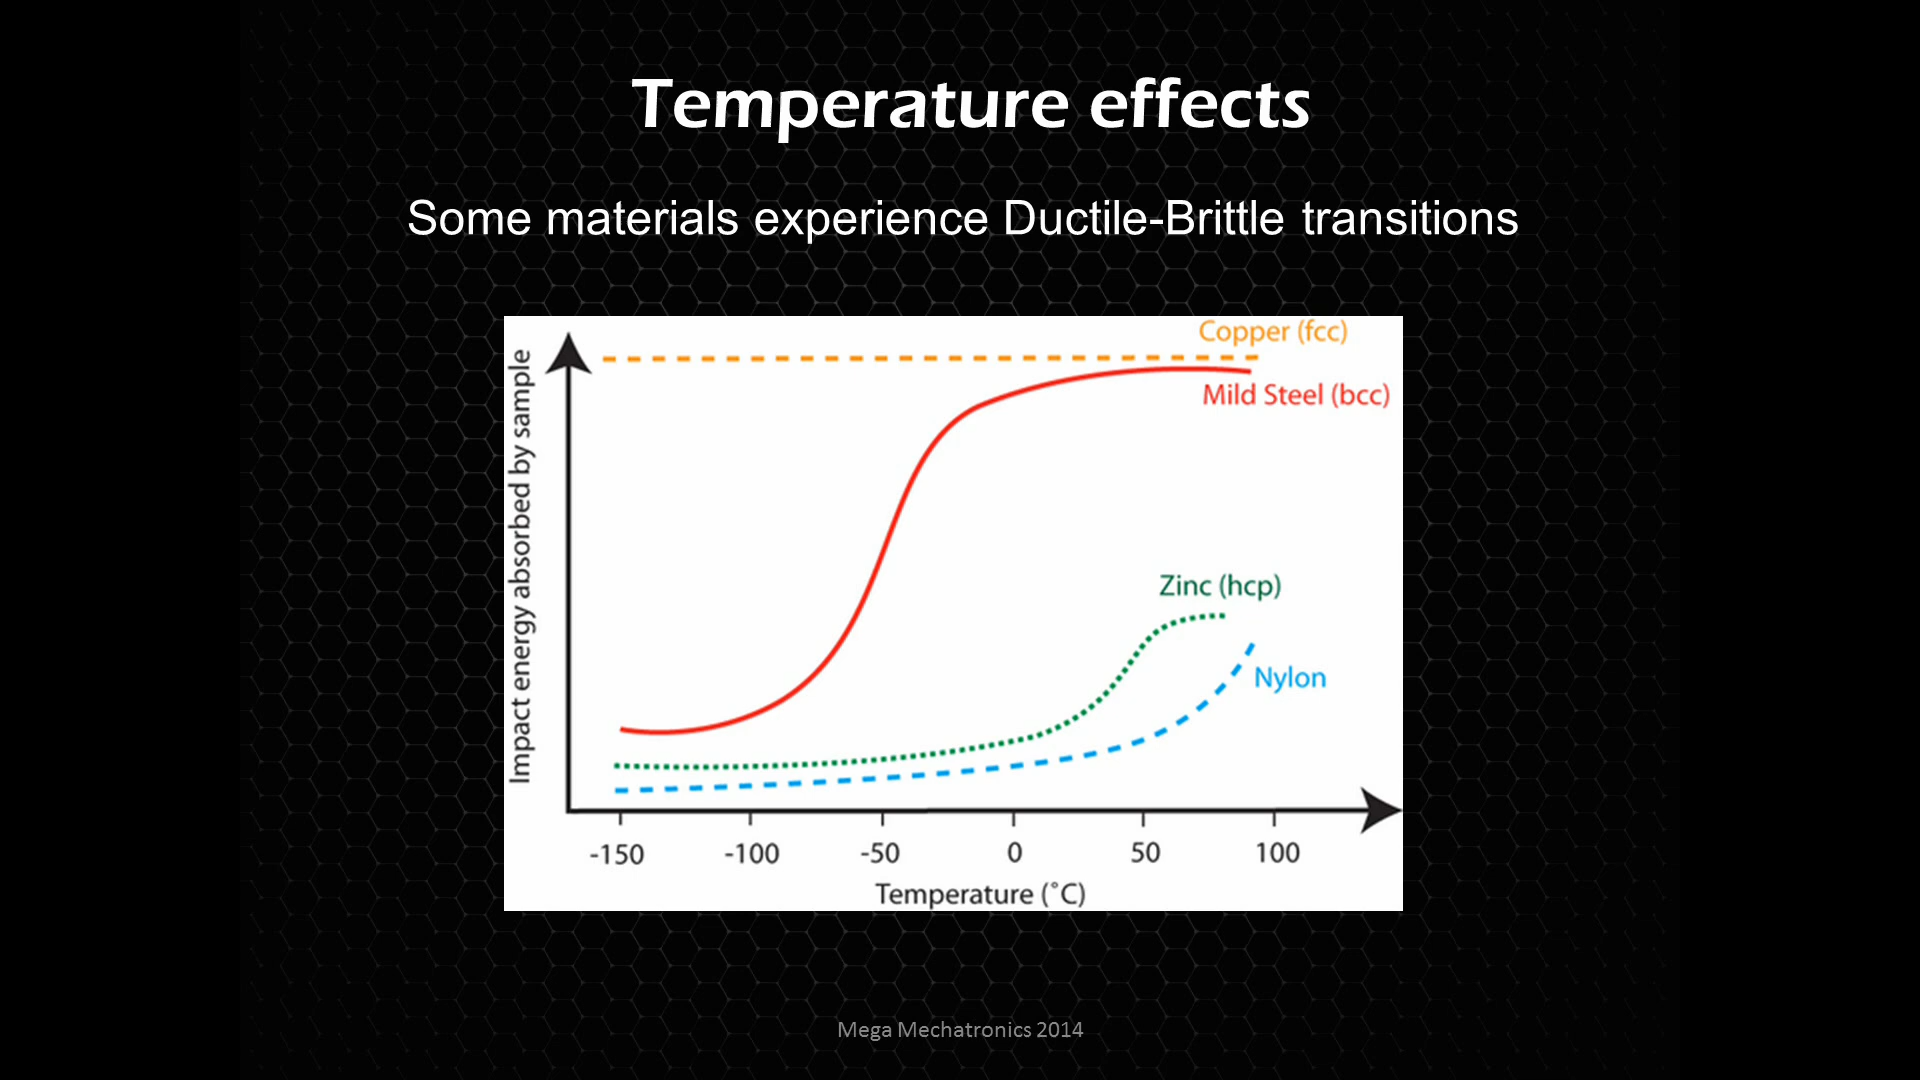 Temperature effects
Some materials experience Ductile-Brittle transitions
Copper (fcc)
Mild Steel (bcc)
Impact energy absorbed by sample
Zinc (hcp)
Nylon
-150 -100 -50 0 50 100
Temperature (˚C)
Mega Mechatronics 2014